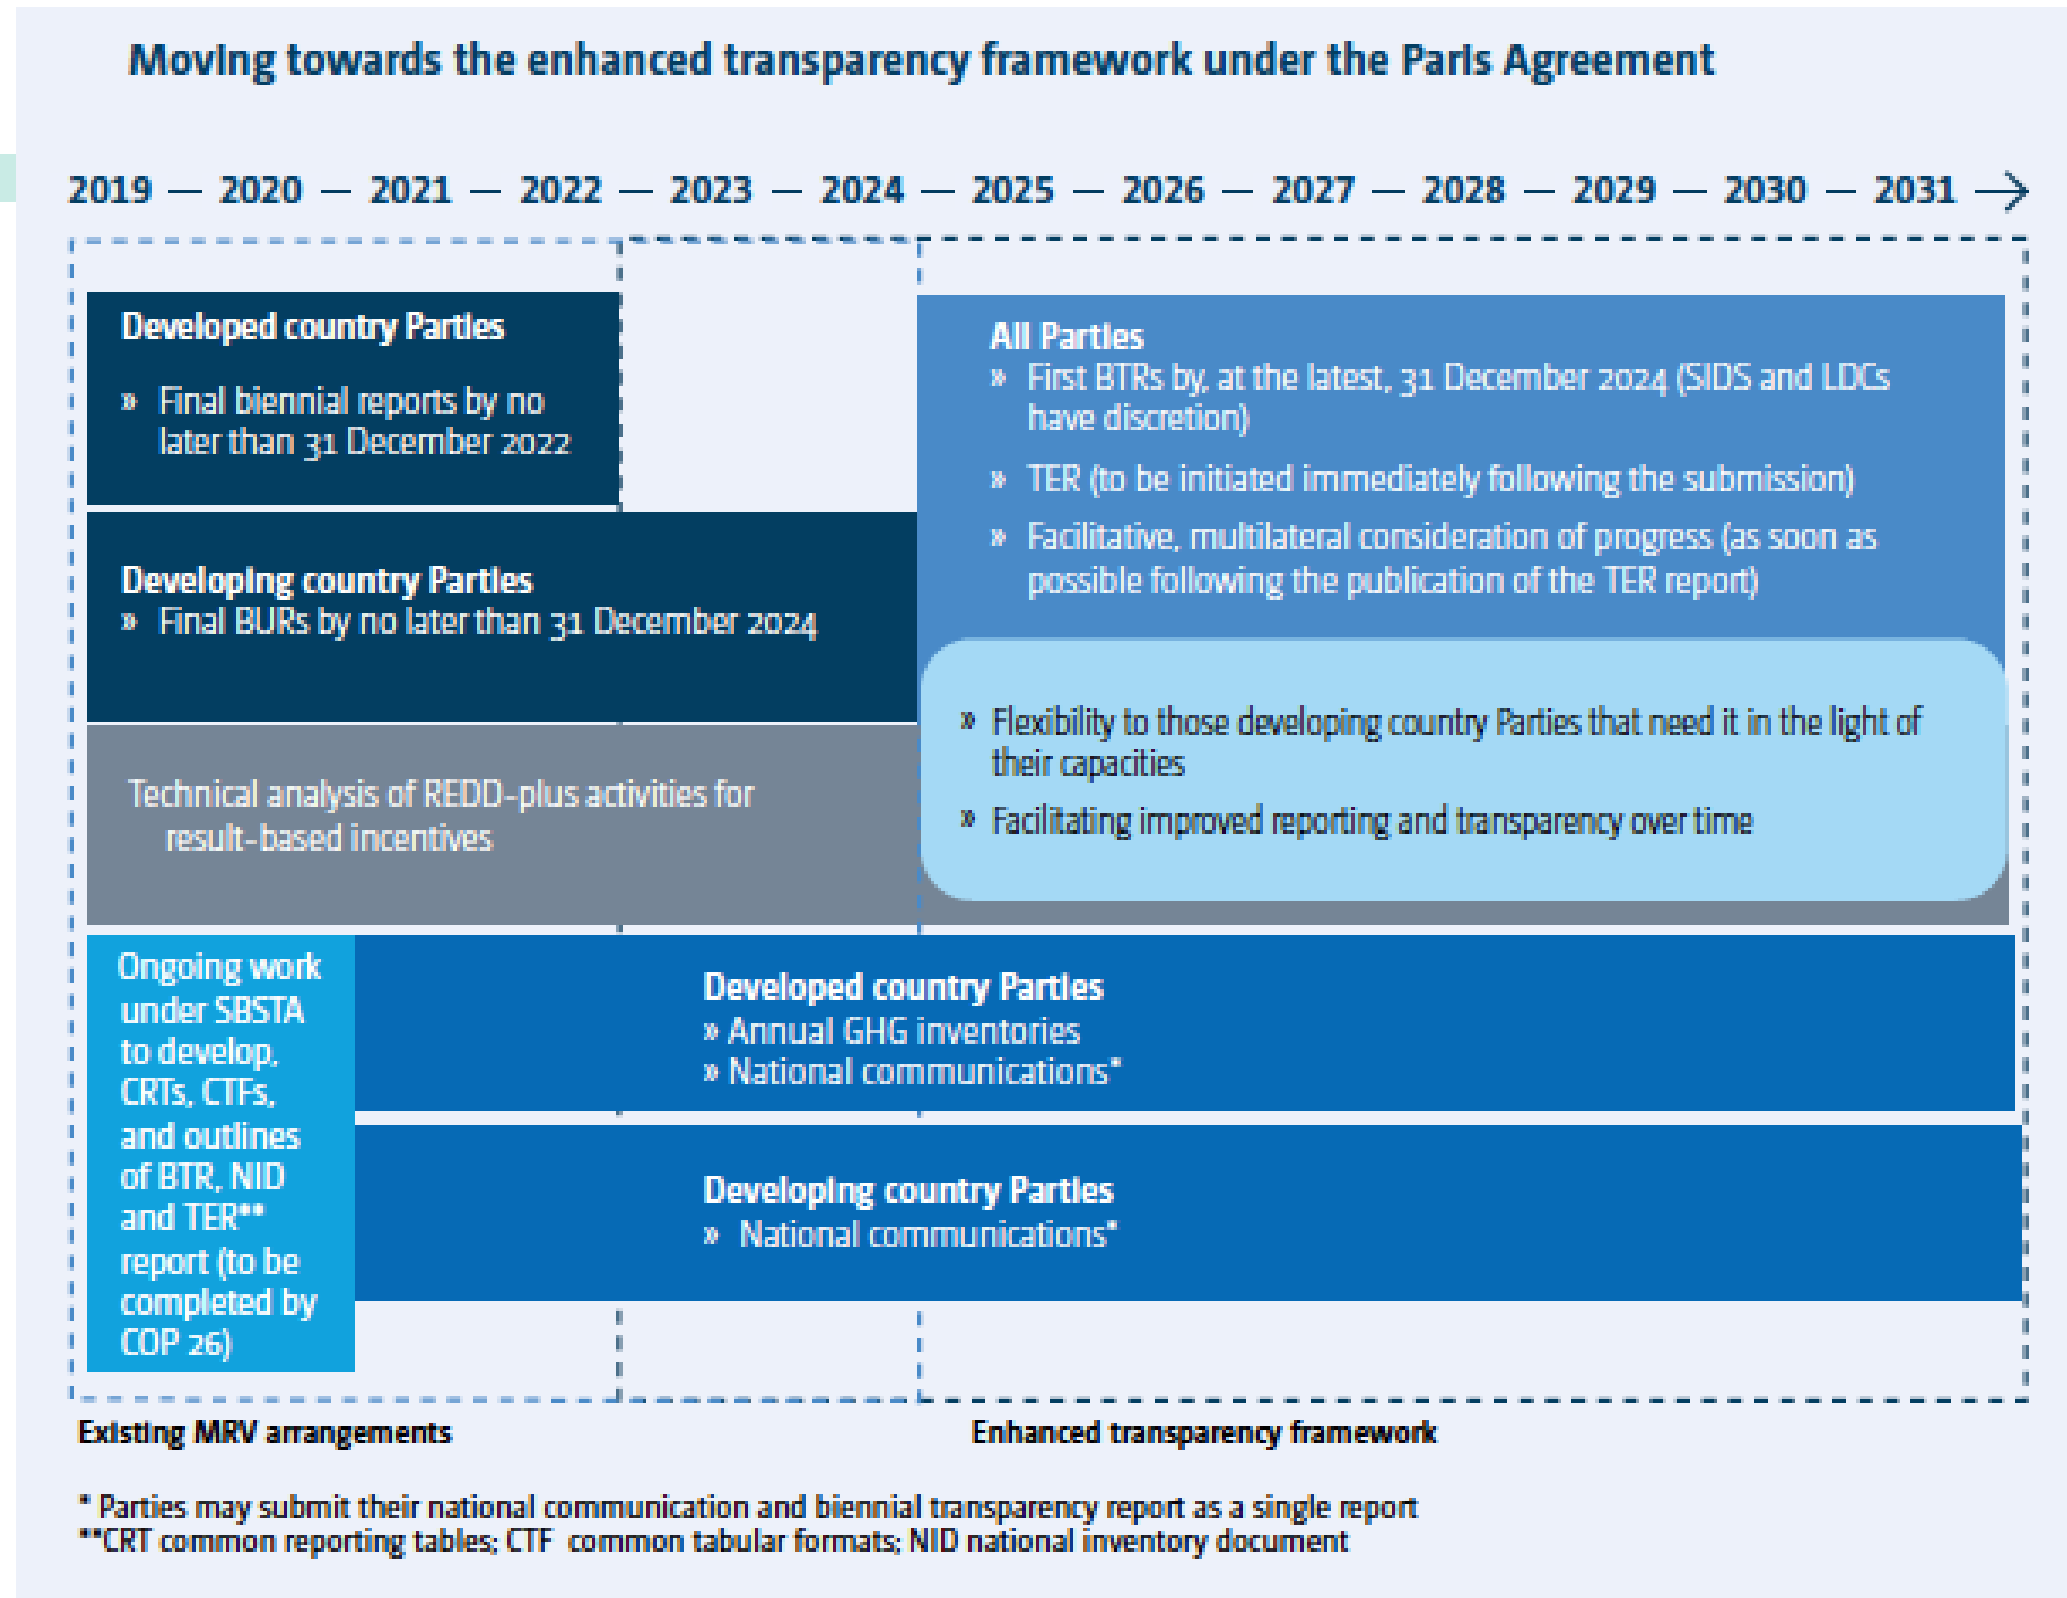 Moving towards the enhanced transparency framework under the Paris Agreement
2019 — 2020 — 2021 — 2022 — 2023 — 2024 — 2025 — 2026 — 2027 — 2028 — 2029 — 2030 — 2031
Developed country Parties
» Final biennial reports by no
later than 31 December 2022
Developing country Parties
» Final BURs by no later than 31 December 2024
Technical analysis of REDD-plus activities for
result-based incentives
All Parties
» First BTRs by, at the latest, 31 December 2024 (SIDS and LDCs
have discretion)
» TER (to be initiated immediately following the submission)
» Facilitative, multilateral consideration of progress (as soon as
possible following the publication of the TER report)
» Flexibility to those developing country Parties that need it in the light of
their capacities
» Facilitating improved reporting and transparency over time
Ongoing work
under SBSTA
to develop,
CRTs, CTFs,
and outlines
of BTR, NID
and TER**
report (to be
completed by
COP 26)
Developed country Parties
» Annual GHG inventories
» National communications*
Developing country Parties
» National communications*
Existing MRV arrangements
Enhanced transparency framework
* Parties may submit their national communication and biennial transparency report as a single report
**CRT common reporting tables; CTF common tabular formats; NID national inventory document